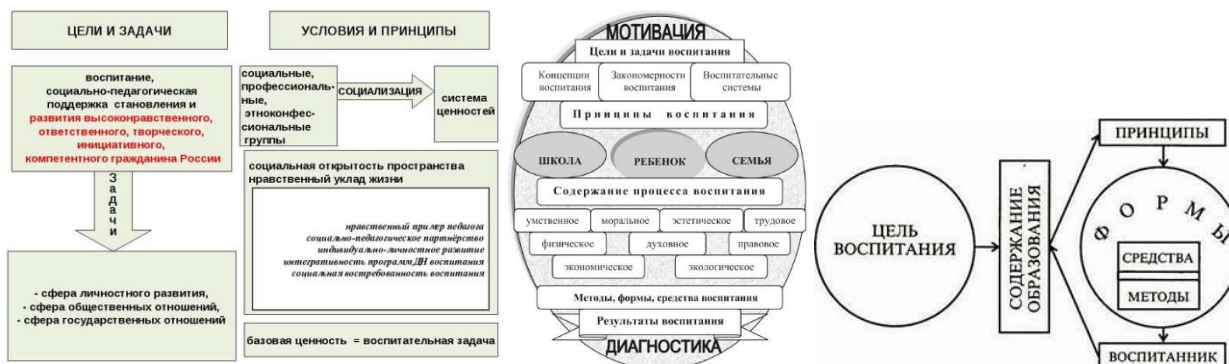 ЦЕЛИ И ЗАДАЧИ
воспитание,
социально-педагогическая
поддержка становления и
развития высоконравственного,
ответственного, творческого,
инициативного,
компетентного гражданина России
Задачи
- сфера личностного развития,
- сфера общественных отношений,
- сфера государственных отношений
УСЛОВИЯ И ПРИНЦИПЫ
социальные,
профессиональ-
ные,
этноконфес-
сиональные
группы
СОЦИАЛИЗАЦИЯ
система
ценностей
социальная открытость пространства
нравственный уклад жизни
нравственный пример педагога
социально-педагогическое партнёрство
индивидуально-личностное развитие
интегративность программ ДН воспитания
социальная востребованность воспитания
базовая ценность = воспитательная задача
МОТИВАЦИЯ
Цели и задачи воспитания
Концепции
воспитания
Закономерности
воспитания
Воспитательные
системы
Принципы воспитания
ШКОЛА
РЕБЕНОК
СЕМЬЯ
Содержание процесса воспитания
умственное
моральное
эстетическое
трудовое
физическое
духовное
правовое
экономическое
экологическое
Методы, формы, средства воспитания
Результаты воспитания
ДИАГНОСТИКА
ЦЕЛЬ
ВОСПИТАНИЯ
СОДЕРЖАНИЕ
ОБРАЗОВАНИЯ
ПРИНЦИПЫ
ФОРМЫ
СРЕДСТВА
МЕТОДЫ
ВОСПИТАННИК